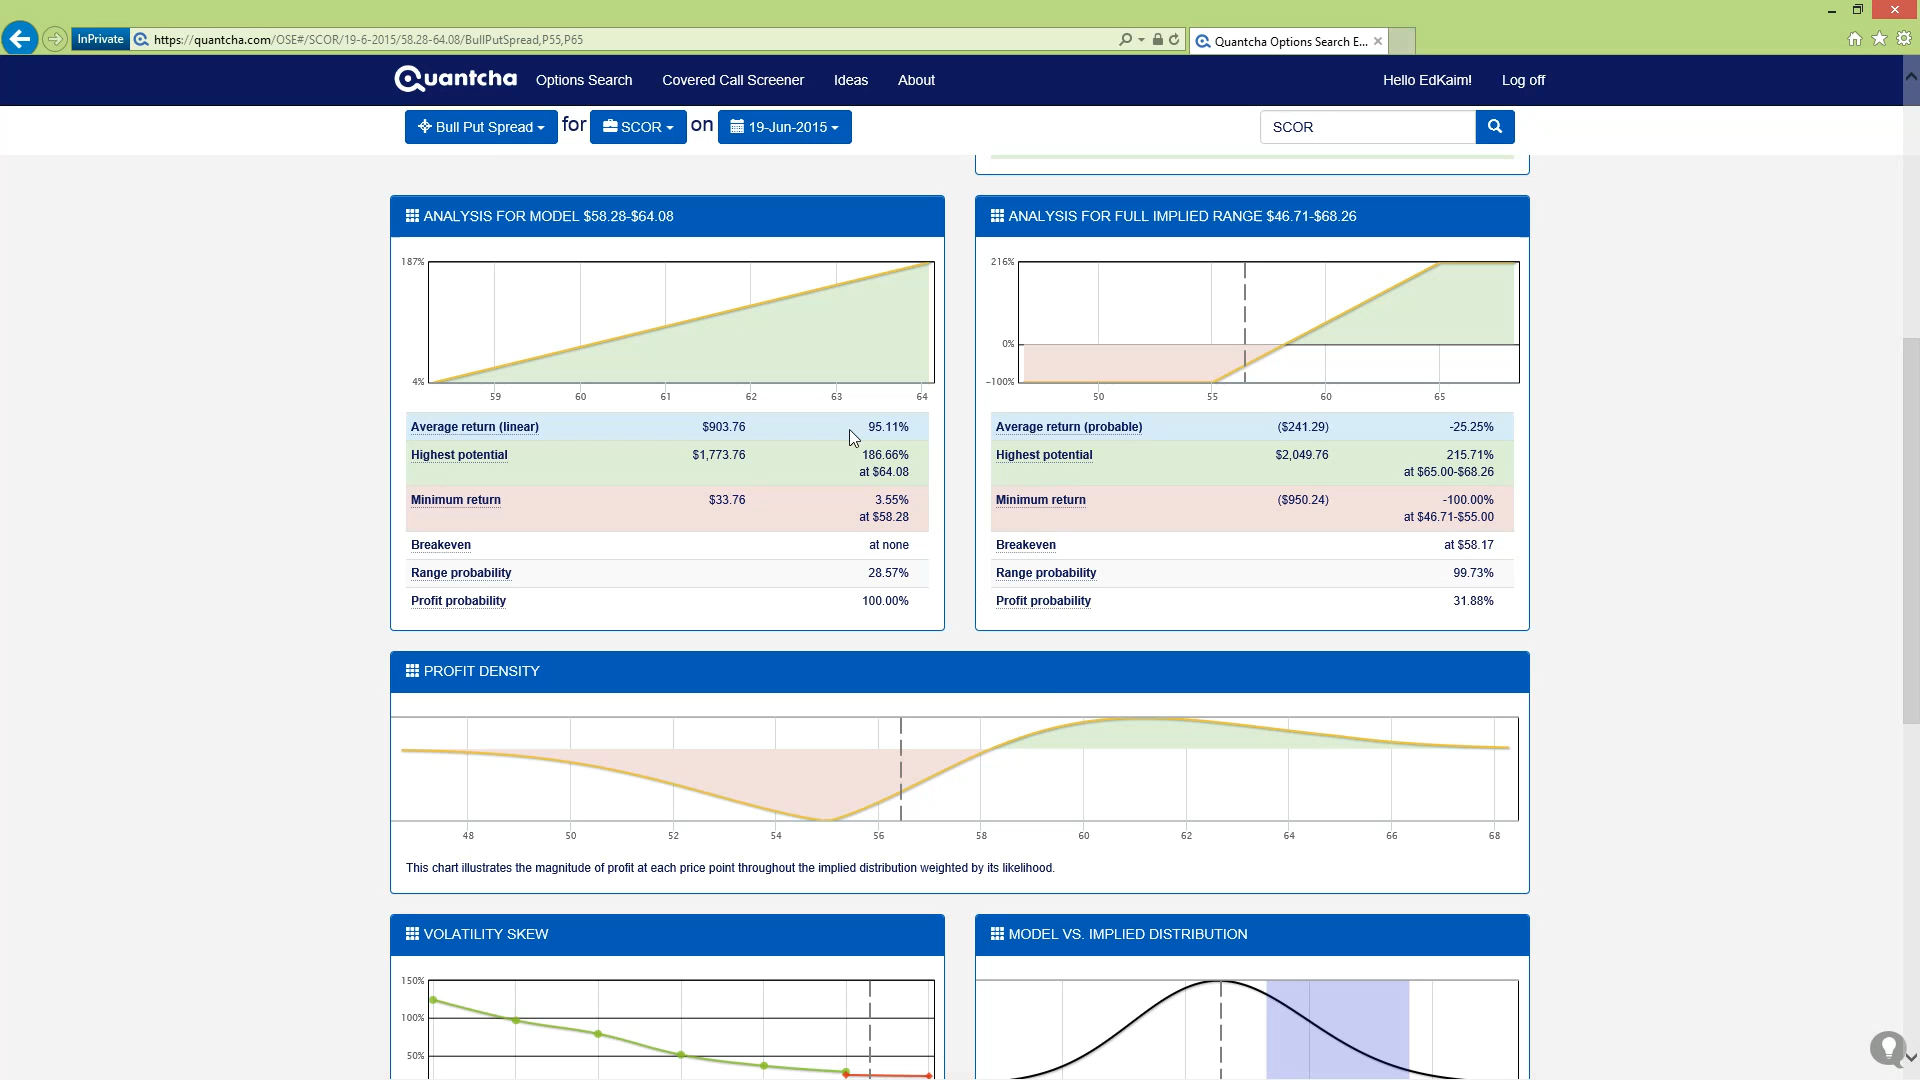 InPrivate https://quantcha.com/OSE#/SCOR/19-6-2015/58.28-64.08/BullPutSpread,P55,P65 Quantcha Options Search E...
Quantcha Options Search Covered Call Screener Ideas About Hello EdKaim! Log off
Bull Put Spread for SCOR on 19-Jun-2015 SCOR
ANALYSIS FOR MODEL $58.28-$64.08
187%
4%
59 60 61 62 63 64
Average return (linear) $903.76 95.11%
Highest potential $1,773.76 186.66%
at $64.08
Minimum return $33.76 3.55%
at $58.28
Breakeven at none
Range probability 28.57%
Profit probability 100.00%
ANALYSIS FOR FULL IMPLIED RANGE $46.71-$68.26
216%
0%
-100%
50 55 60 65
Average return (probable) ($241.29) -25.25%
Highest potential $2,049.76 215.71%
at $65.00-$68.26
Minimum return ($950.24) -100.00%
at $46.71-$55.00
Breakeven at $58.17
Range probability 99.73%
Profit probability 31.88%
PROFIT DENSITY
48 50 52 54 56 58 60 62 64 66 68
This chart illustrates the magnitude of profit at each price point throughout the implied distribution weighted by its likelihood.
VOLATILITY SKEW
150%
100%
50%
MODEL VS. IMPLIED DISTRIBUTION